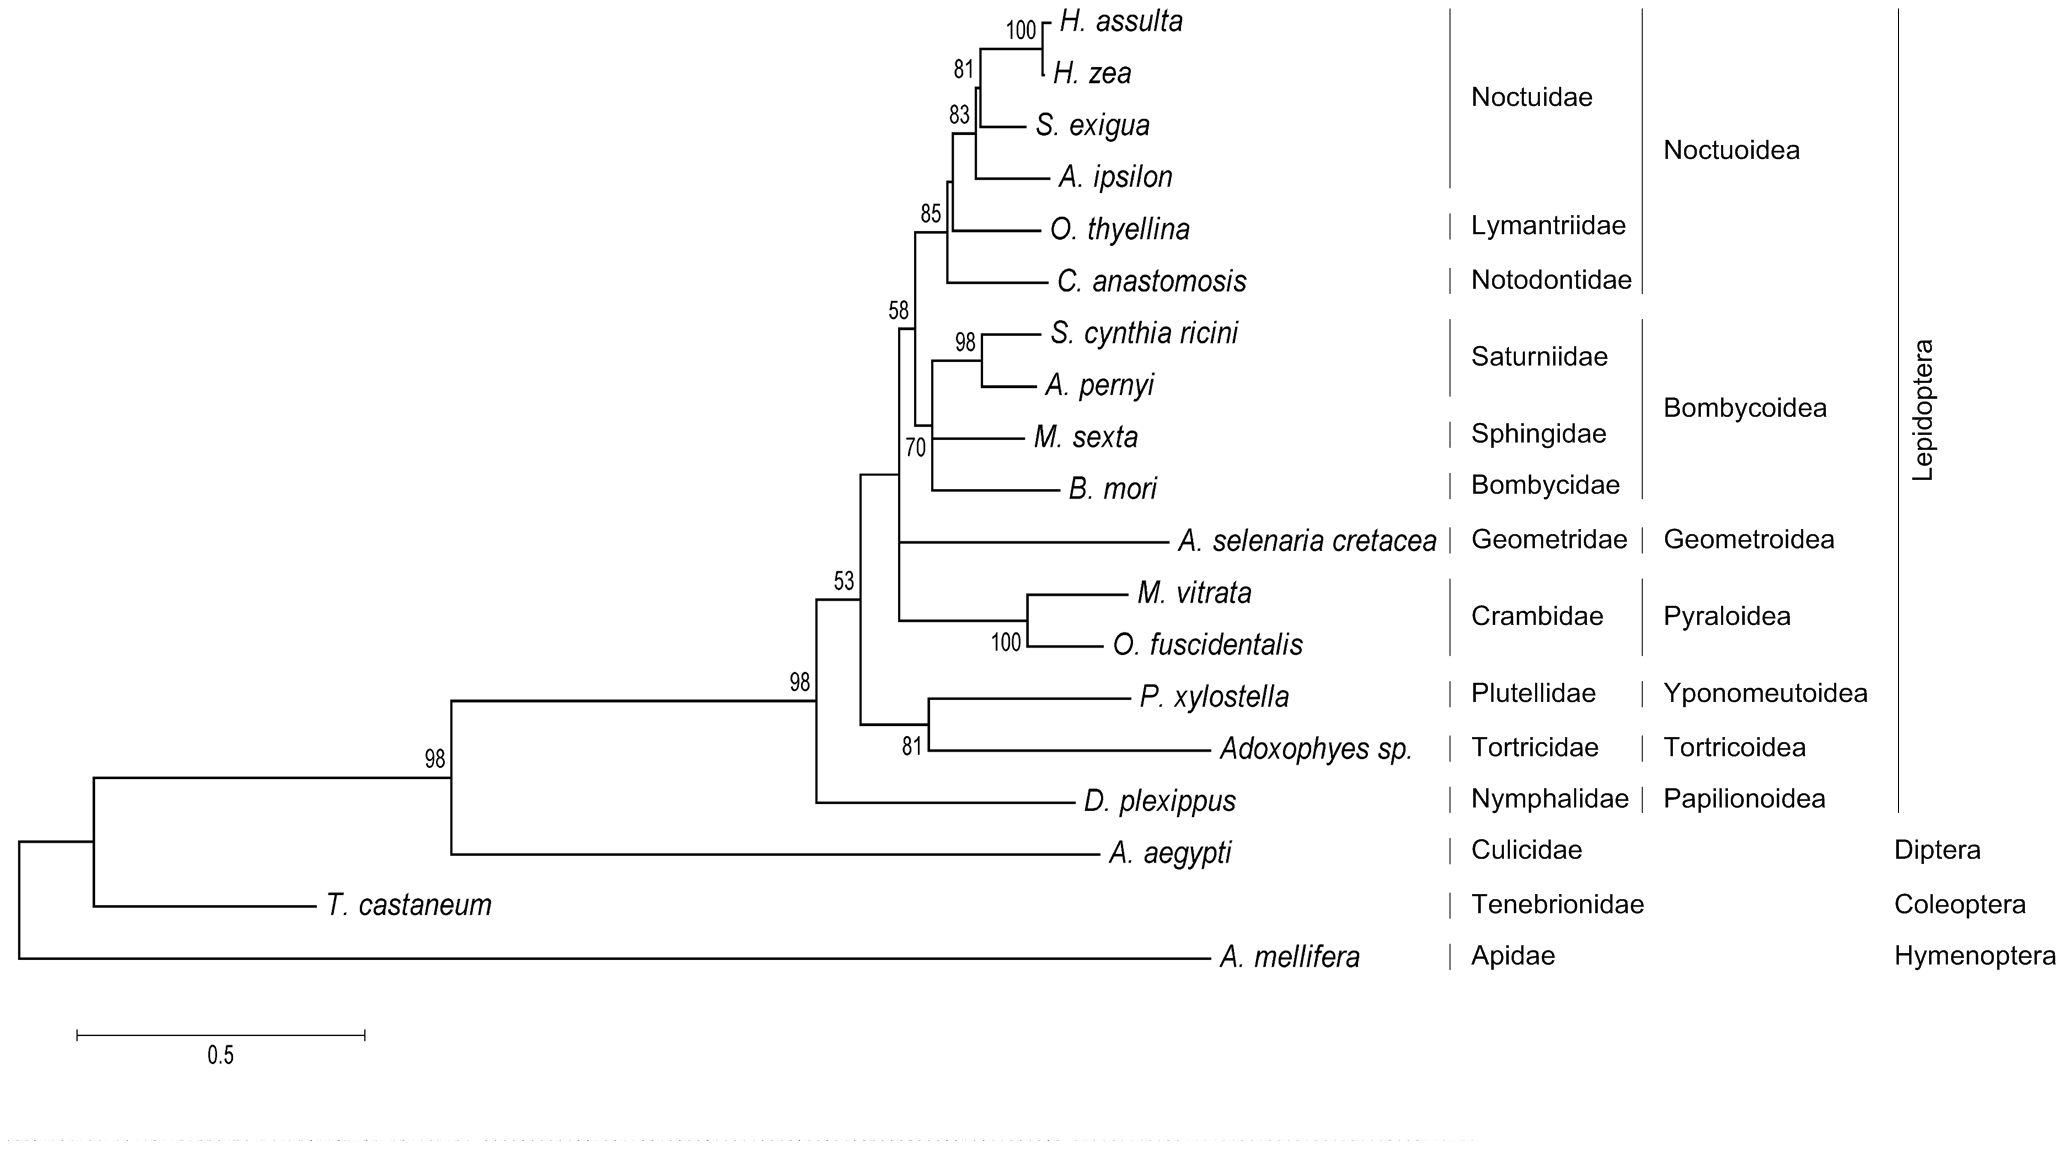 H. assulta
100
H. zea
81
Noctuidae
83
S. exigua
Noctuoidea
A. ipsilon
85
O. thyellina Lymantriidae
C. anastomosis Notodontidae
58
S. cynthia ricini
98
Saturniidae
A. pernyi
Bombycoidea
Lepidoptera
M. sexta Sphingidae
70
B. mori Bombycidae
A. selenaria cretacea Geometridae Geometroidea
53
M. vitrata
Crambidae Pyraloidea
100
O. fuscidentalis
98
P. xylostella Plutellidae Yponomeutoidea
81
Adoxophyes sp. Tortricidae Tortricoidea
98
D. plexippus Nymphalidae Papilionoidea
A. aegypti Culicidae Diptera
T. castaneum Tenebrionidae Coleoptera
A. mellifera Apidae Hymenoptera
0.5